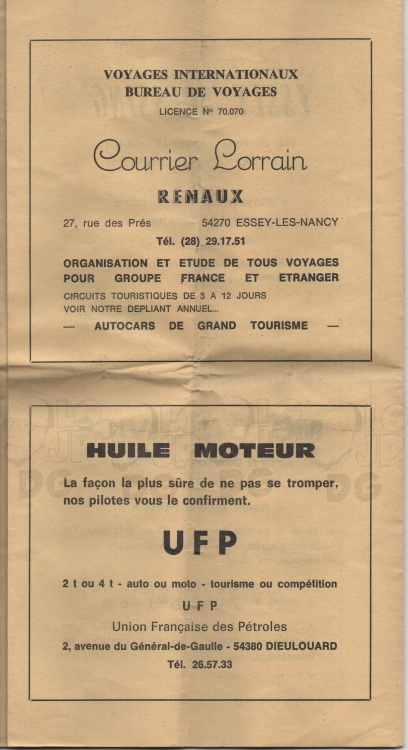 VOYAGES INTERNATIONAUX
BUREAU DE VOYAGES
LICENCE Nº 70.070
Courrier Lorrain
RENAUX
27, rue des Prés 54270 ESSEY-LES-NANCY
Tél. (28) 29.17.51
ORGANISATION ET ETUDE DE TOUS VOYAGES
POUR GROUPE FRANCE ET ETRANGER
CIRCUITS TOURISTIQUES DE 3 A 12 JOURS
VOIR NOTRE DEPLIANT ANNUEL...
— AUTOCARS DE GRAND TOURISME —
HUILE MOTEUR
La façon la plus sûre de ne pas se tromper,
nos pilotes vous le confirment.
UFP
2 t ou 4 t - auto ou moto - tourisme ou compétition
UFP
Union Française des Pétroles
2, avenue du Général-de-Gaulle - 54380 DIEULOUARD
Tél. 26.57.33